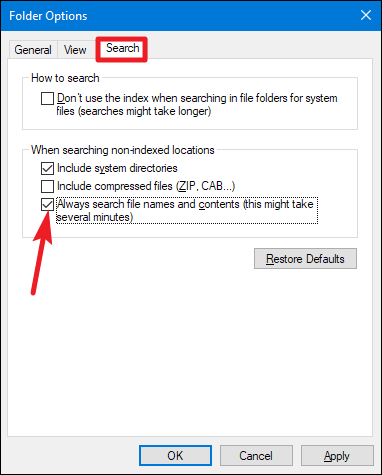 Folder Options
General
View
Search
How to search
Don't use the index when searching in file folders for system
files (searches might take longer)
When searching non-indexed locations
Include system directories
Include compressed files (ZIP, CAB...)
Always search file names and contents (this might take
several minutes)
Restore Defaults
OK
Cancel
Apply